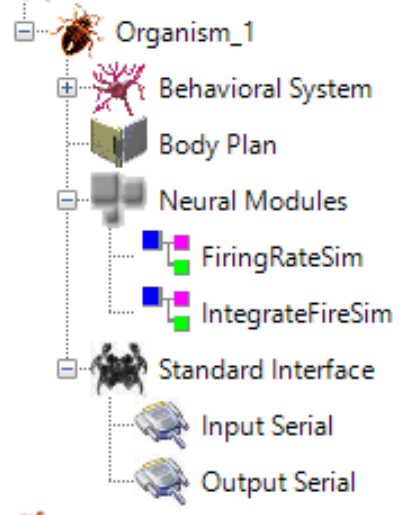 Organism_1
Behavioral System
Body Plan
Neural Modules
FiringRateSim
IntegrateFireSim
Standard Interface
Input Serial
Output Serial